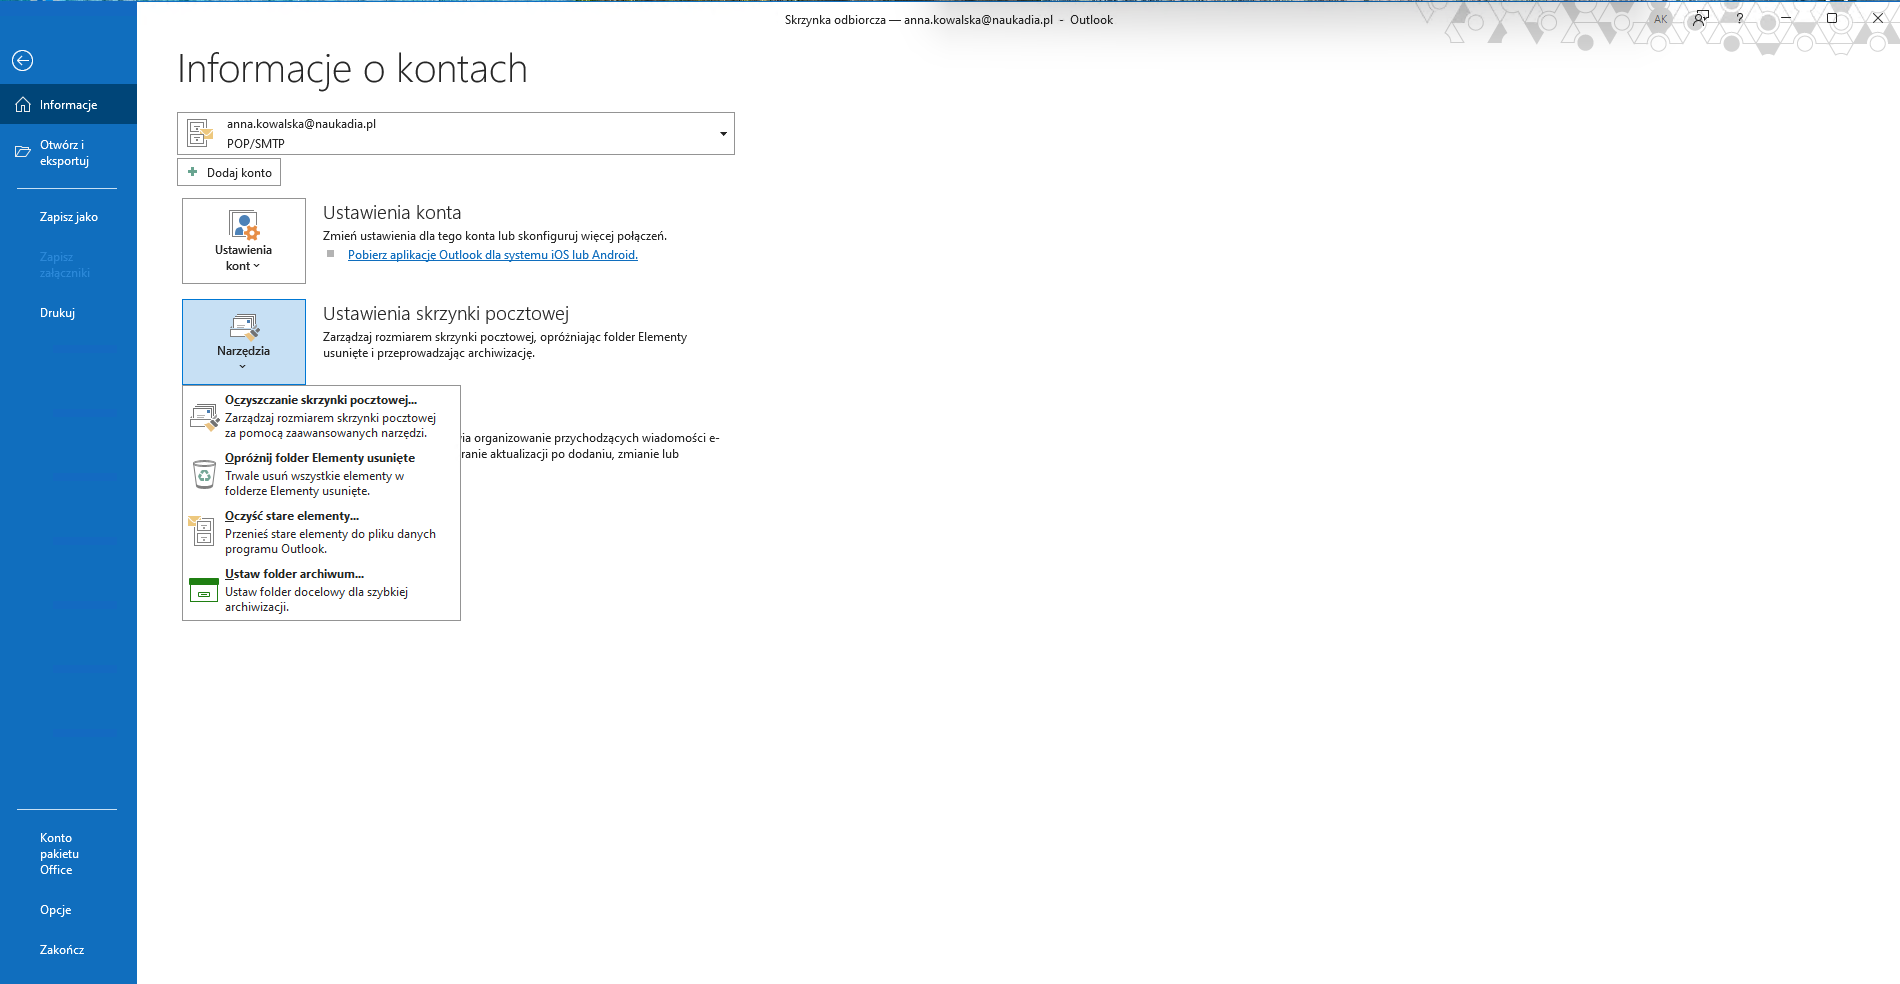 Skrzynka odbiorcza — anna.kowalska@naukadia.pl - Outlook
AK
?
Informacje
Otwórz i
eksportuj
Zapisz jako
Zapisz
załączniki
Drukuj
Konto
pakietu
Office
Opcje
Zakończ
Informacje o kontach
anna.kowalska@naukadia.pl
POP/SMTP
Dodaj konto
Ustawienia
kont
Ustawienia konta
Zmień ustawienia dla tego konta lub skonfiguruj więcej połączeń.
Pobierz aplikację Outlook dla systemu iOS lub Android.
Narzędzia
Ustawienia skrzynki pocztowej
Zarządzaj rozmiarem skrzynki pocztowej, opróżniając folder Elementy
usunięte i przeprowadzając archiwizację.
Oczyszczanie skrzynki pocztowej...
Zarządzaj rozmiarem skrzynki pocztowej
za pomocą zaawansowanych narzędzi.
organizowanie przychodzących wiadomości e-
aktualizacji po dodaniu, zmianie lub
Opróżnij folder Elementy usunięte
Trwale usuń wszystkie elementy w
folderze Elementy usunięte.
Oczyść stare elementy...
Przenieś stare elementy do pliku danych
programu Outlook.
Ustaw folder archiwum...
Ustaw folder docelowy dla szybkiej
archiwizacji.